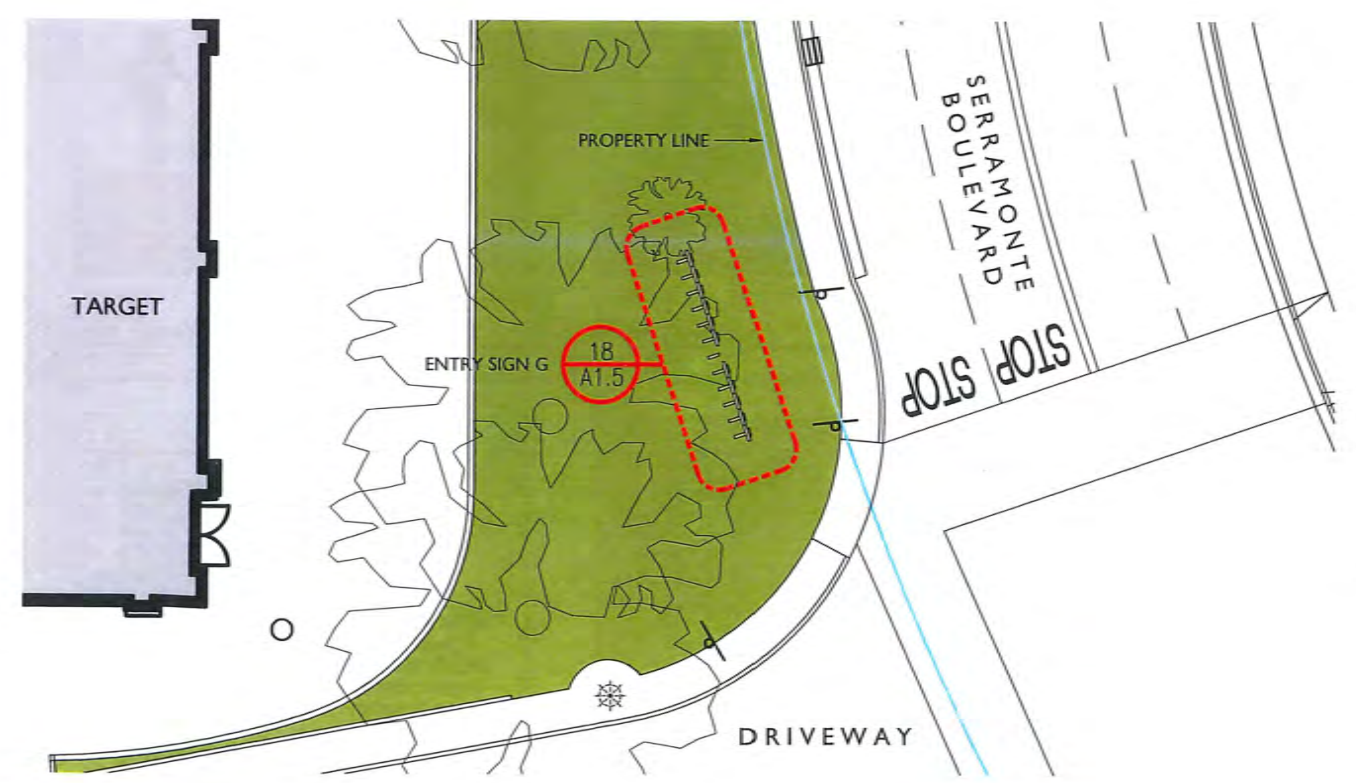 PROPERTY LINE
SERRAMONTE
BOULEVARD
TARGET
ENTRY SIGN G
18
A1.5
STOP
STOP
DRIVEWAY